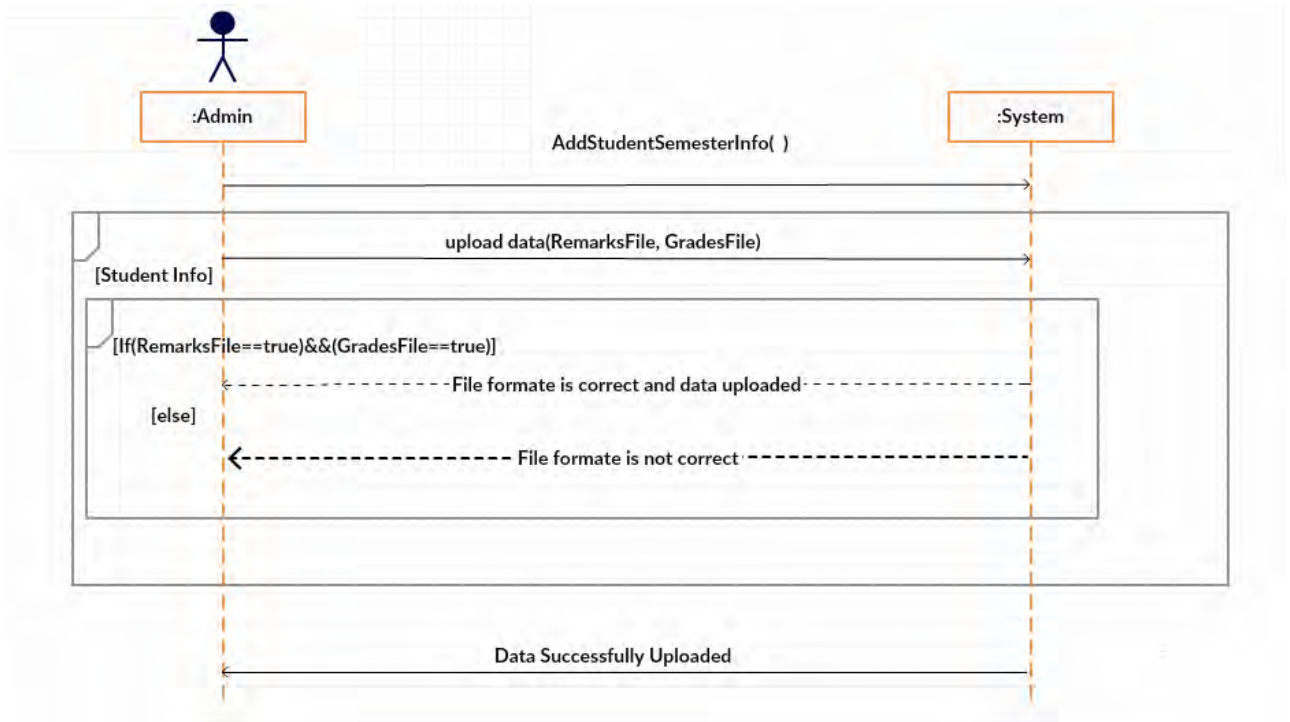 :Admin
:System
AddStudentSemesterInfo(  )
upload data(RemarksFile, GradesFile)
[Student Info]
[If(RemarksFile==true)&&(GradesFile==true)]
File formate is correct and data uploaded
[else]
File formate is not correct
Data Successfully Uploaded